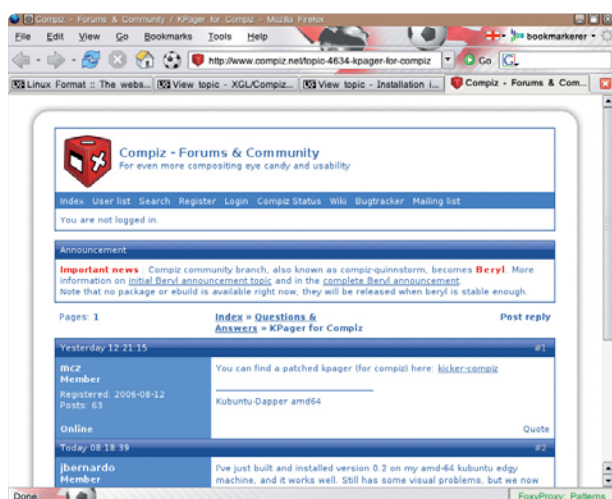 Compiz - Forums & Community / KPager for Compiz - Mozilla Firefox
File Edit View Go Bookmarks Tools Help bookmarkerer
http://www.compiz.net/topic-4634-kpager-for-compiz Go
Linux Format :: The webs... View topic - XGL/Compiz... View topic - Installation i... Compiz - Forums & Com...
Compiz - Forums & Community
For even more compositing eye candy and usability
Index User list Search Register Login Compiz Status Wiki Bugtracker Mailing list
You are not logged in.
Announcement
Important news : Compiz community branch, also known as compiz-quinnstorm, becomes Beryl. More
information on initial Beryl announcement topic and in the complete Beryl announcement.
Note that no package or ebuild is available right now, they will be released when beryl is stable enough.
Pages: 1 Index » Questions & Post reply
Answers » KPager for Compiz
Yesterday 12:21:15 #1
mcz
Member
Registered: 2006-08-12
Posts: 63
Online
You can find a patched kpager (for compiz) here: kicker-compiz
Kubuntu-Dapper amd64
Quote
Today 08:18:39 #2
jbernardo
Member
I've just built and installed version 0.2 on my amd-64 kubuntu edgy
machine, and it works well. Still has some visual problems, but we now
Done FoxyProxy: Patterns